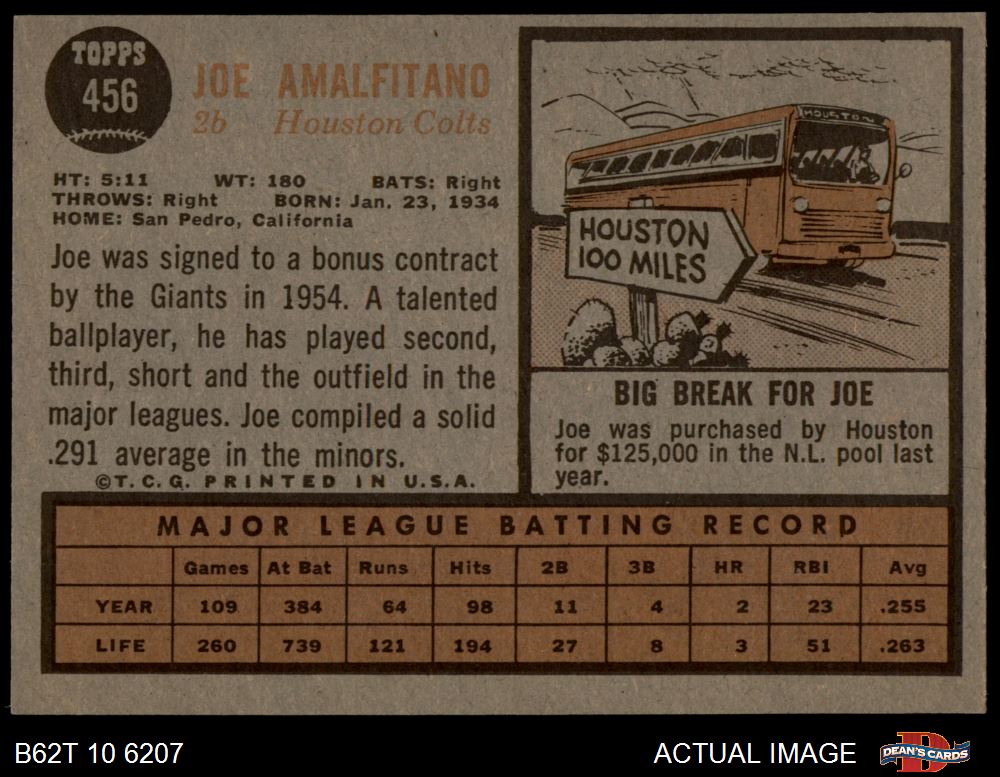 TOPPS
456
JOE AMALFITANO
2b Houston Colts
HT: 5:11 WT: 180 BATS: Right
THROWS: Right BORN: Jan. 23, 1934
HOME: San Pedro, California
Joe was signed to a bonus contract
by the Giants in 1954. A talented
ballplayer, he has played second,
third, short and the outfield in the
major leagues. Joe compiled a solid
.291 average in the minors.
©T.C.G. PRINTED IN U.S.A.
HOUSTON
HOUSTON
100 MILES
BIG BREAK FOR JOE
Joe was purchased by Houston
for $125,000 in the N.L. pool last
year.
MAJOR LEAGUE BATTING RECORD
Games At Bat Runs Hits 2B 3B HR RBI Avg
YEAR 109 384 64 98 11 4 2 23 .255
LIFE 260 739 121 194 27 8 3 51 .263
B62T 10 6207
ACTUAL IMAGE
DEAN'S CARDS